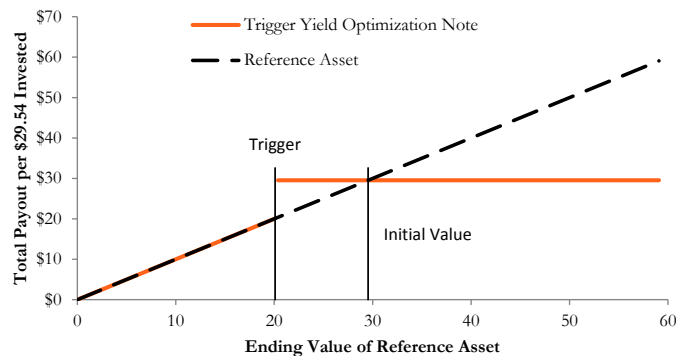 Trigger Yield Optimization Note
Reference Asset
Total Payout per $29.54 Invested
$70
$60
$50
$40
$30
$20
$10
$0
Trigger
Initial Value
0
10
20
30
40
50
60
Ending Value of Reference Asset